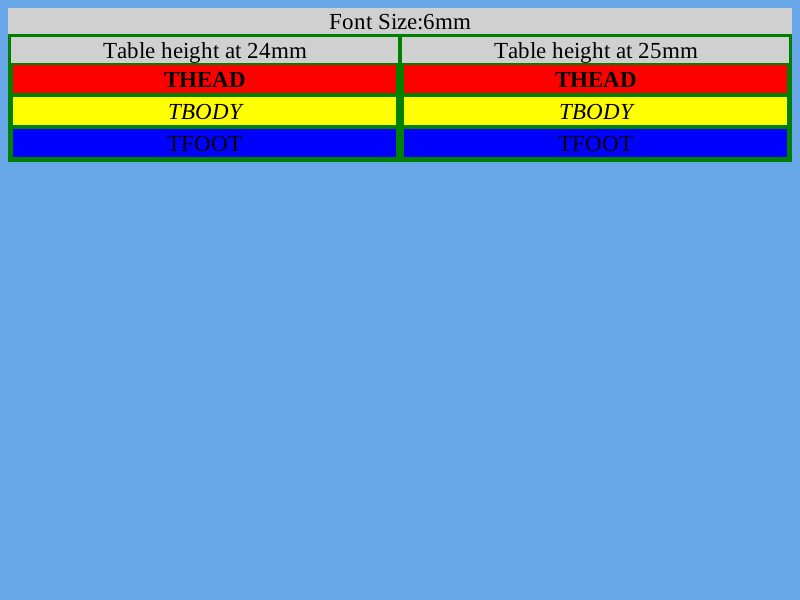 Font Size:6mm
Table height at 24mm Table height at 25mm
THEAD THEAD
TBODY TBODY
TFOOT TFOOT